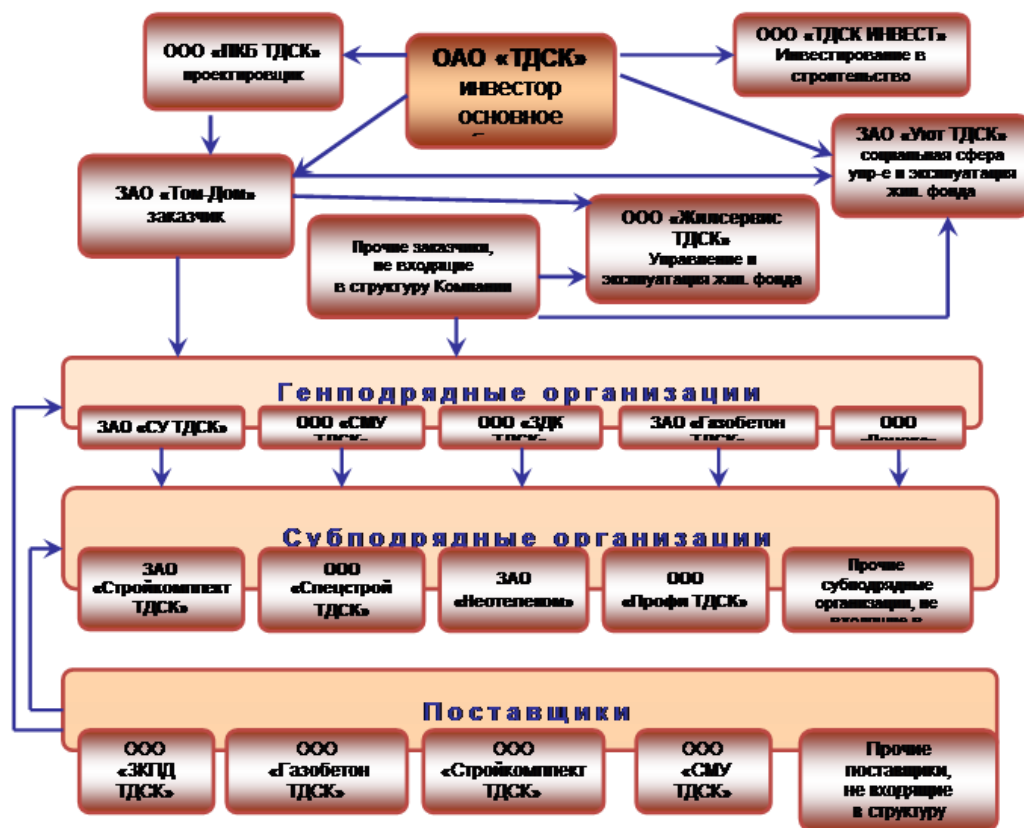 ООО «ПКБ ТДСК»
проектировщик
ОАО «ТДСК»
инвестор
основное
ООО «ТДСК ИНВЕСТ»
Инвестирование в
строительство
ЗАО «Уют ТДСК»
социальная сфера
упр-е и эксплуатация
жил. фонда
ЗАО «Том-Дом»
заказчик
Прочие заказчики,
не входящие
в структуру Компании
ООО «Жилсервис
ТДСК»
Управление и
эксплуатация жил. фонда
Генподрядные организации
ЗАО «СУ ТДСК»
ООО «СМУ
ТДСК»
ООО «ЗДК
ТДСК»
ЗАО «Газобетон
ТДСК»
ООО
Субподрядные организации
ЗАО
«Стройкомплект
ТДСК»
ООО
«Спецстрой
ТДСК»
ЗАО
«Неотелеком»
ООО
«Профи ТДСК»
Прочие
субподрядные
организации, не
входящие в
Поставщики
ООО
«ЗКПД
ТДСК»
ООО
«Газобетон
ТДСК»
ООО
«Стройкомплект
ТДСК»
ООО
«СМУ
ТДСК»
Прочие
поставщики,
не входящие
в структуру